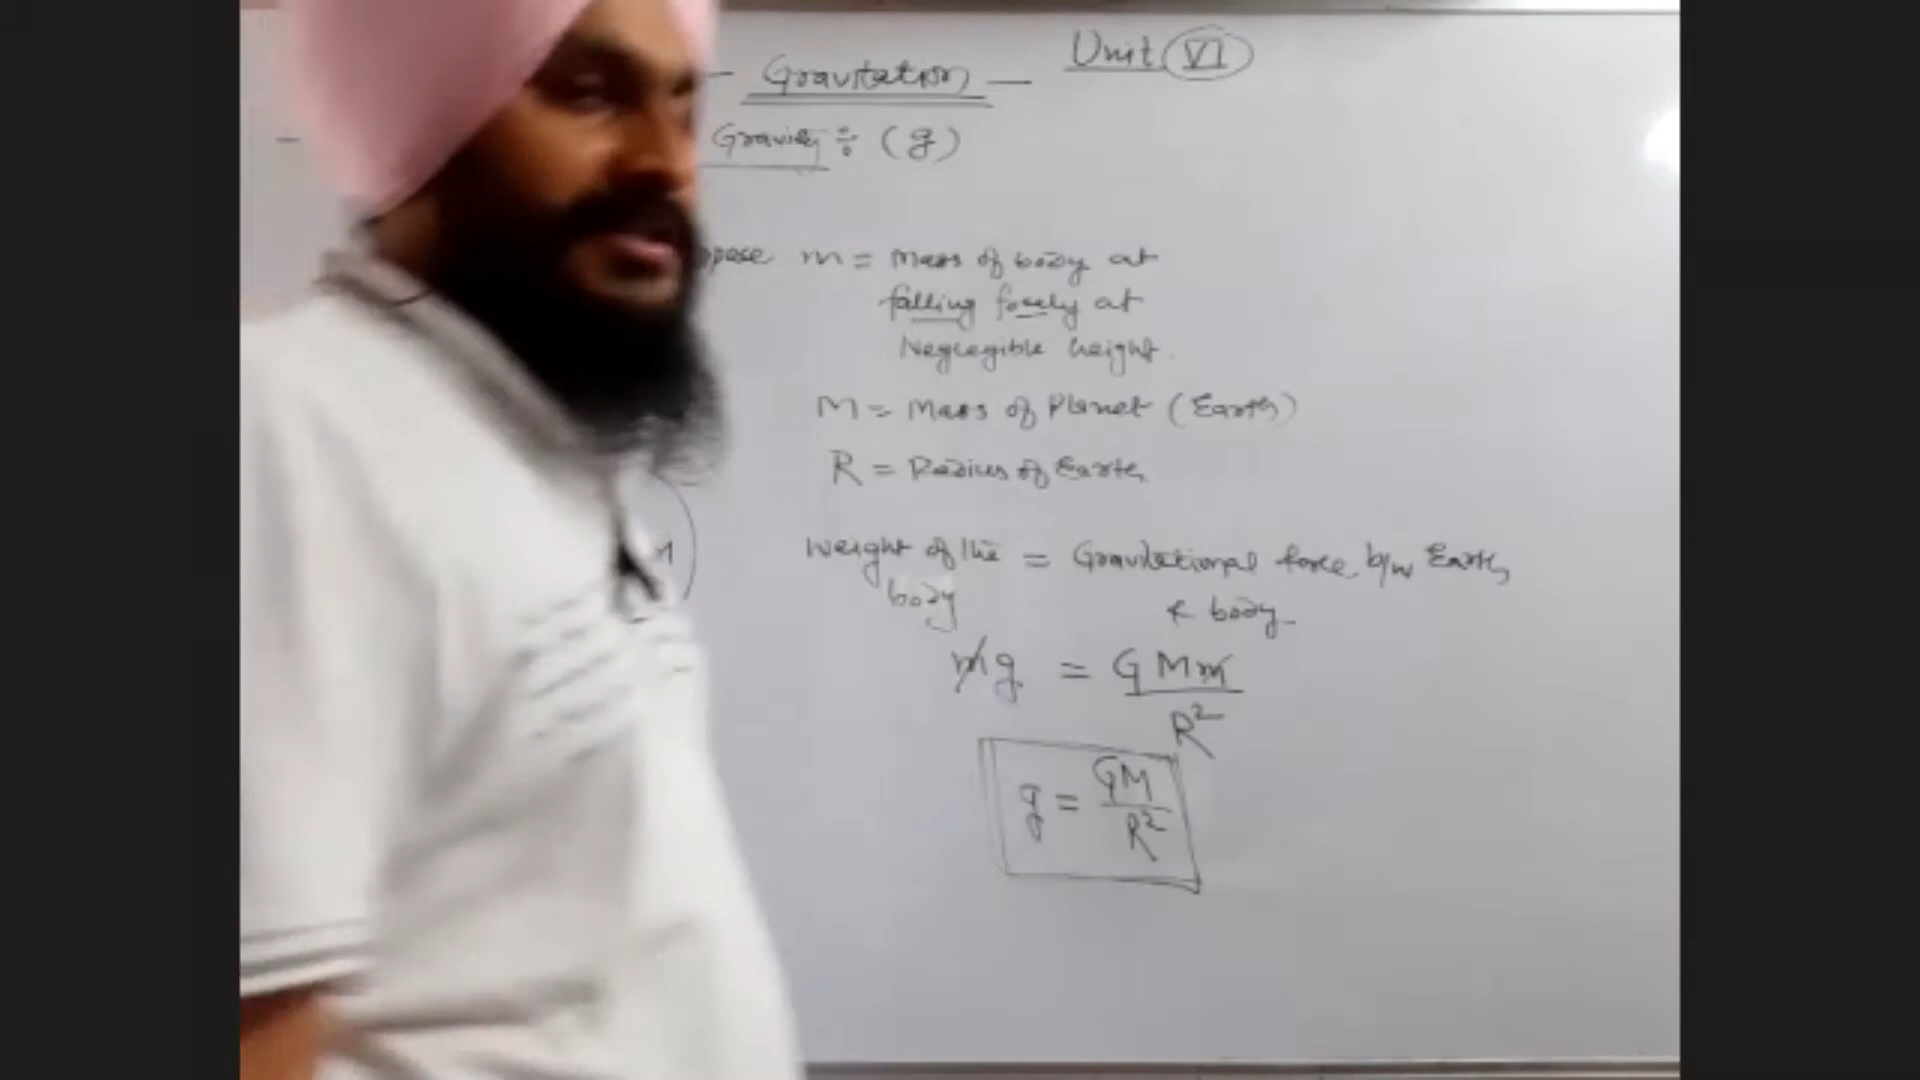 Unit VI
- Gravitation -
Gravity ÷ (g)
m = Mass of body at
falling freely at
Neglegible height.
M = Mass of Planet (Earth)
R = Radius of Earth
Weight of the body = Gravitational force b/w Earth & body
mg = GMm/R²
g = GM/R²